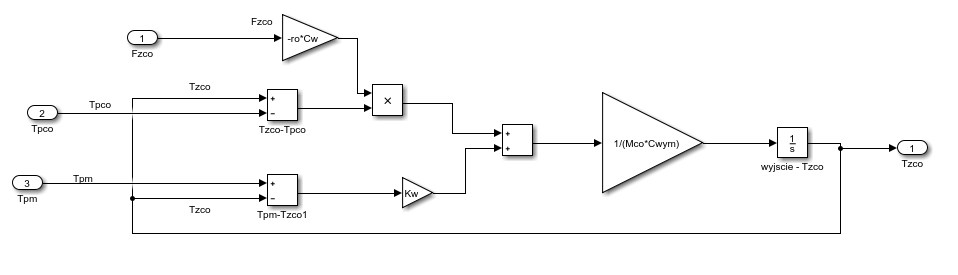 Fzco
1
Fzco
-ro*Cw
Tzco
Tpco
2
Tpco
+
−
Tzco-Tpco
×
+
+
1/(Mco*Cwym)
1
s
wyjscie - Tzco
1
Tzco
Tpm
3
Tpm
+
−
Tzco
Tpm-Tzco1
Kw